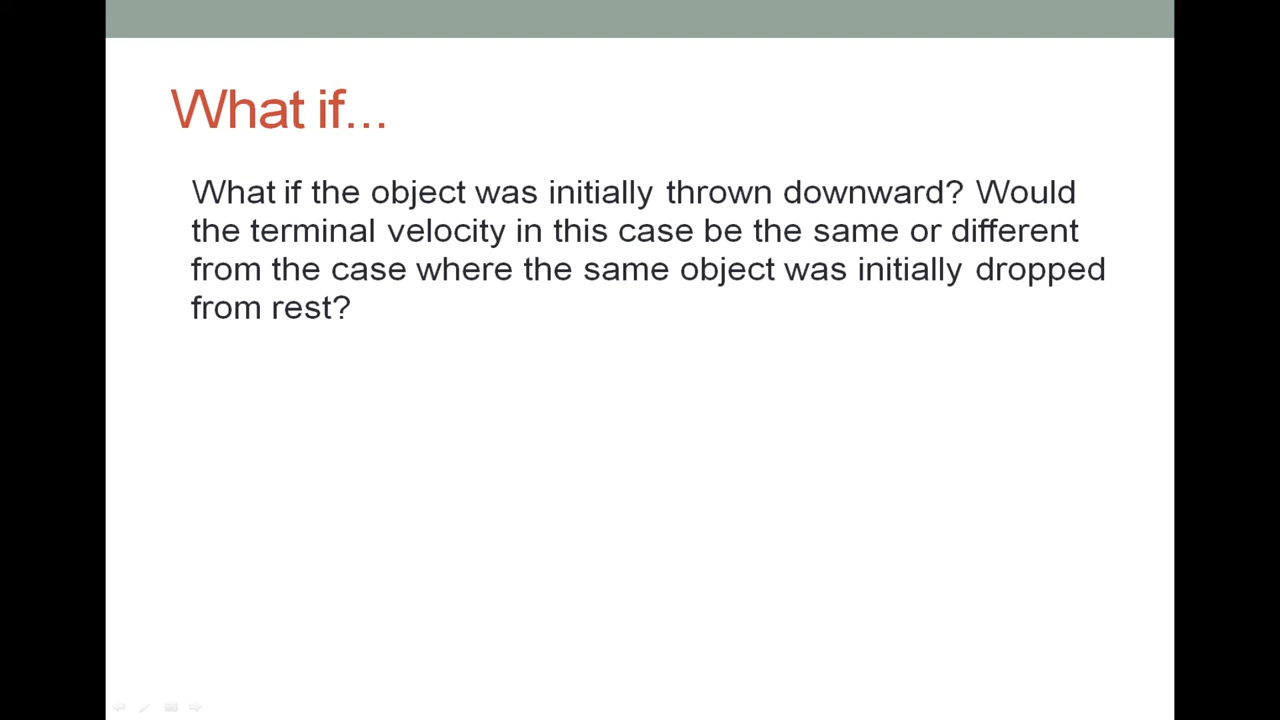 What if...
What if the object was initially thrown downward? Would
the terminal velocity in this case be the same or different
from the case where the same object was initially dropped
from rest?